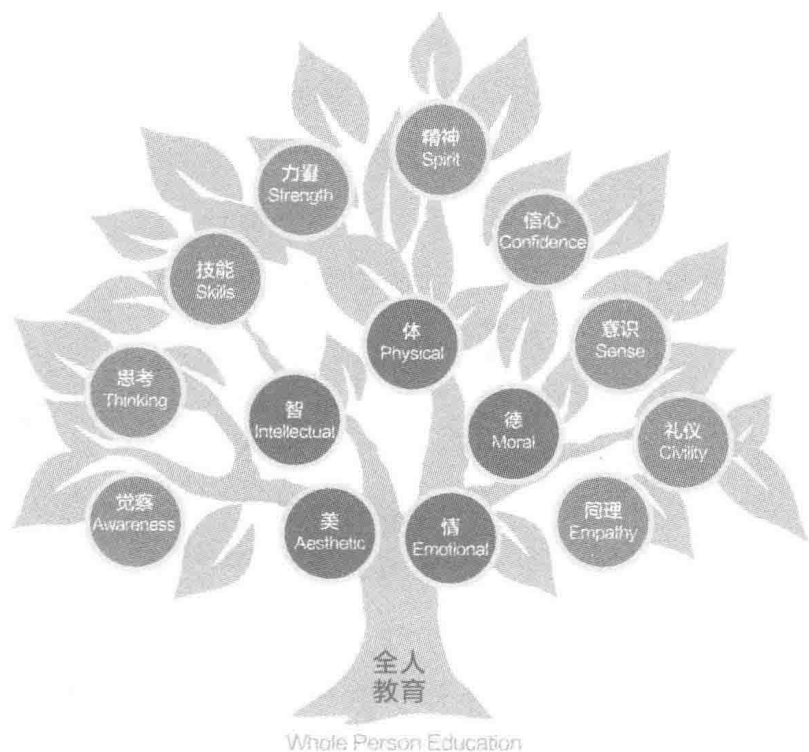 精神
Spirit
力量
Strength
信心
Confidence
技能
Skills
体
Physical
意识
Sense
思考
Thinking
智
Intellectual
德
Moral
礼仪
Civility
觉察
Awareness
美
Aesthetic
情
Emotional
同理
Empathy
全人
教育
Whole Person Education